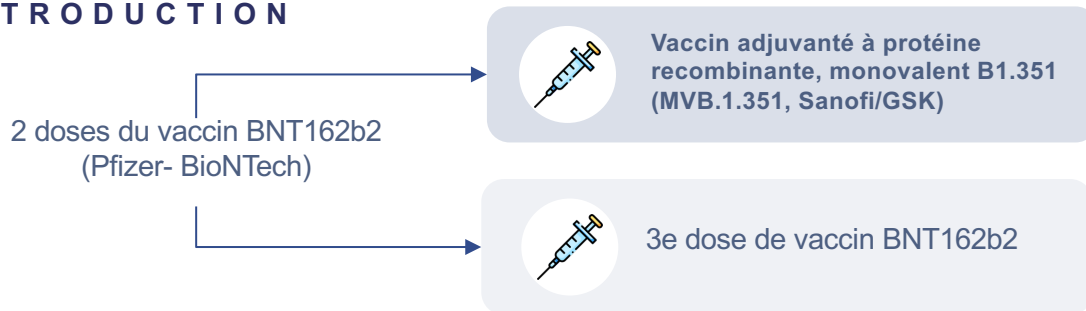 TRODUCTION
Vaccin adjuvanté à protéine
recombinante, monovalent B1.351
(MVB.1.351, Sanofi/GSK)
2 doses du vaccin BNT162b2
(Pfizer- BioNTech)
3e dose de vaccin BNT162b2